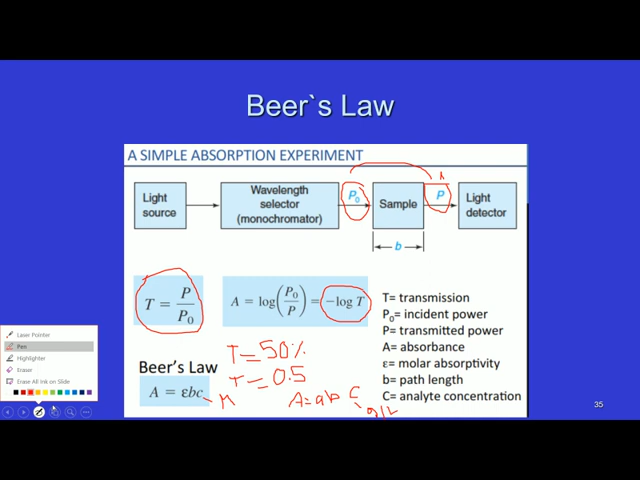 Beer`s Law
A SIMPLE ABSORPTION EXPERIMENT
Light source
Wavelength selector (monochromator)
P₀
Sample
P
Light detector
b
T = P/P₀
A = log(P₀/P) = −log T
T= transmission
P₀= incident power
P= transmitted power
A= absorbance
ε= molar absorptivity
b= path length
C= analyte concentration
Beer's Law
A = εbc
M
T=50%
T=0.5
A=abC
g/L
Laser Pointer
Pen
Highlighter
Eraser
Erase All Ink on Slide
35